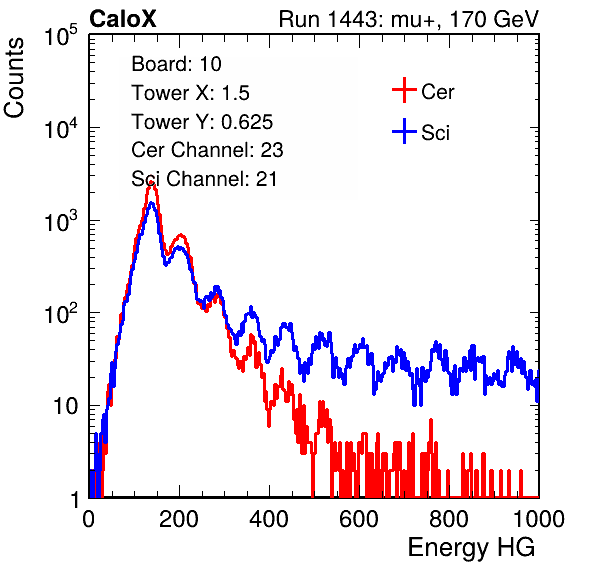 CaloX Run 1443: mu+, 170 GeV
Board: 10
Tower X: 1.5
Tower Y: 0.625
Cer Channel: 23
Sci Channel: 21
Cer
Sci
Counts
10^5
10^4
10^3
10^2
10
1
0 200 400 600 800 1000
Energy HG